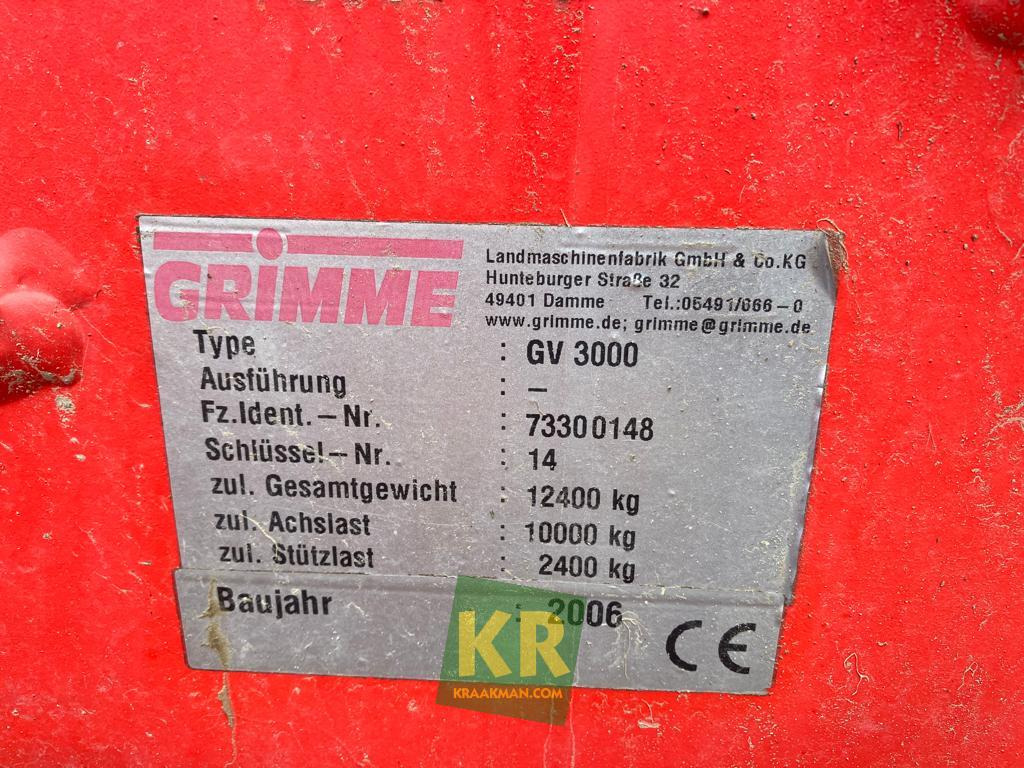 GRIMME
Landmaschinenfabrik GmbH & Co.KG
Hunteburger Straße 32
49401 Damme Tel.:05491/666-0
www.grimme.de; grimme@grimme.de
Type : GV 3000
Ausführung : –
Fz.Ident.–Nr. : 73300148
Schlüssel–Nr. : 14
zul. Gesamtgewicht : 12400 kg
zul. Achslast : 10000 kg
zul. Stützlast : 2400 kg
Baujahr : 2006
CE
KR
KRAAKMAN.COM